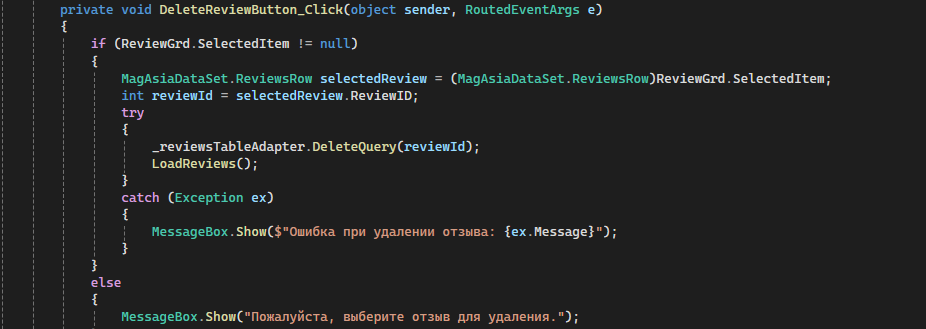 private void DeleteReviewButton_Click(object sender, RoutedEventArgs e)
{
if (ReviewGrd.SelectedItem != null)
{
MagAsiaDataSet.ReviewsRow selectedReview = (MagAsiaDataSet.ReviewsRow)ReviewGrd.SelectedItem;
int reviewId = selectedReview.ReviewID;
try
{
_reviewsTableAdapter.DeleteQuery(reviewId);
LoadReviews();
}
catch (Exception ex)
{
MessageBox.Show($"Ошибка при удалении отзыва: {ex.Message}");
}
}
else
{
MessageBox.Show("Пожалуйста, выберите отзыв для удаления.");